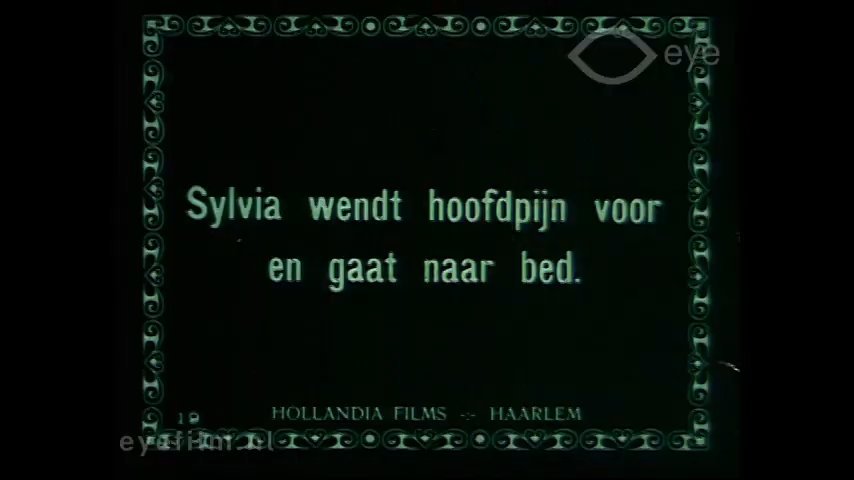 eye
Sylvia wendt hoofdpijn voor
en gaat naar bed.
19
HOLLANDIA FILMS -:- HAARLEM
eyefilm.nl